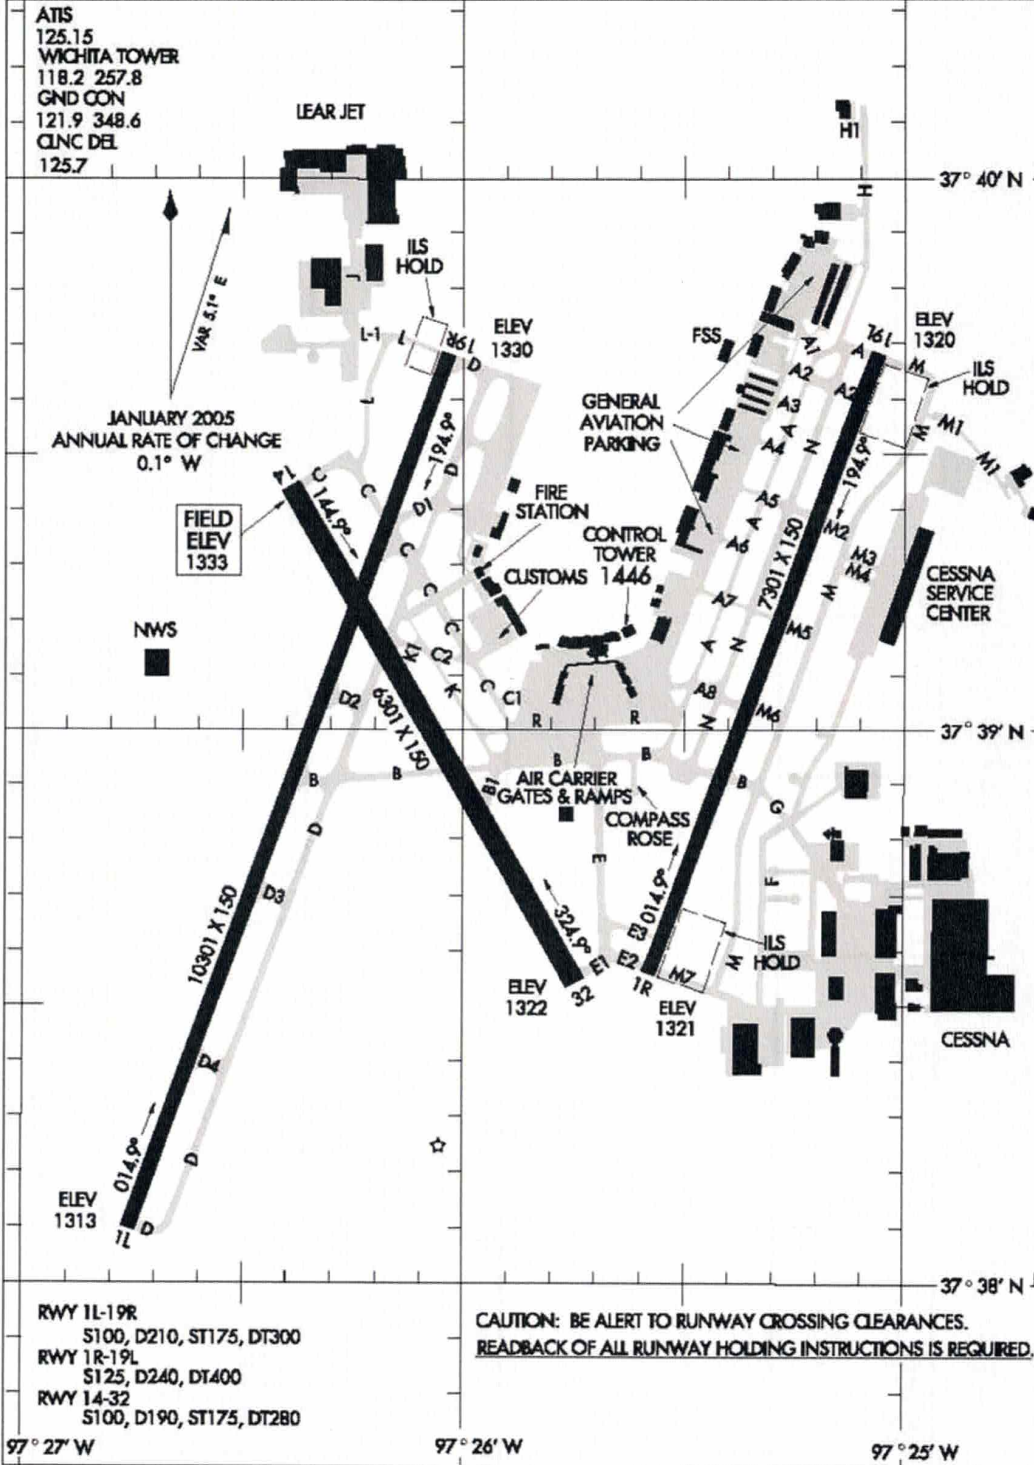 ATIS
125.15
WICHITA TOWER
118.2 257.8
GND CON
121.9 348.6
CLNC DEL
125.7
LEAR JET
H1
37° 40' N
H
ILS
HOLD
J
VAR 5.1° E
L-1
L
19R
D
ELEV
1330
FSS
A1
A
19L
ELEV
1320
M
ILS
HOLD
A2
A2
JANUARY 2005
ANNUAL RATE OF CHANGE
0.1° W
L
GENERAL
AVIATION
PARKING
A3
A
N
A4
M
M1
M1
194.9°
D
194.9°
14
C
C
144.9°
D1
FIELD
ELEV
1333
FIRE
STATION
A5
A
A6
M2
C
CONTROL
TOWER
1446
7301 X 150
M3
M4
CUSTOMS
CESSNA
SERVICE
CENTER
C
C
A7
M
M5
NWS
K1
C2
A
N
K
C
C1
A8
D2
6301 X 150
R
R
N
M6
37° 39' N
B
B
B1
B
B
B
AIR CARRIER
GATES & RAMPS
COMPASS
ROSE
G
D
E
F
D3
10301 X 150
014.9°
324.9°
E3
E1
E2
ILS
HOLD
M
M7
ELEV
1322
32
1R
ELEV
1321
CESSNA
D4
014.9°
D
ELEV
1313
1L
D
37° 38' N
RWY 1L-19R
S100, D210, ST175, DT300
RWY 1R-19L
S125, D240, DT400
RWY 14-32
S100, D190, ST175, DT280
CAUTION: BE ALERT TO RUNWAY CROSSING CLEARANCES.
READBACK OF ALL RUNWAY HOLDING INSTRUCTIONS IS REQUIRED.
97° 27' W
97° 26' W
97° 25' W